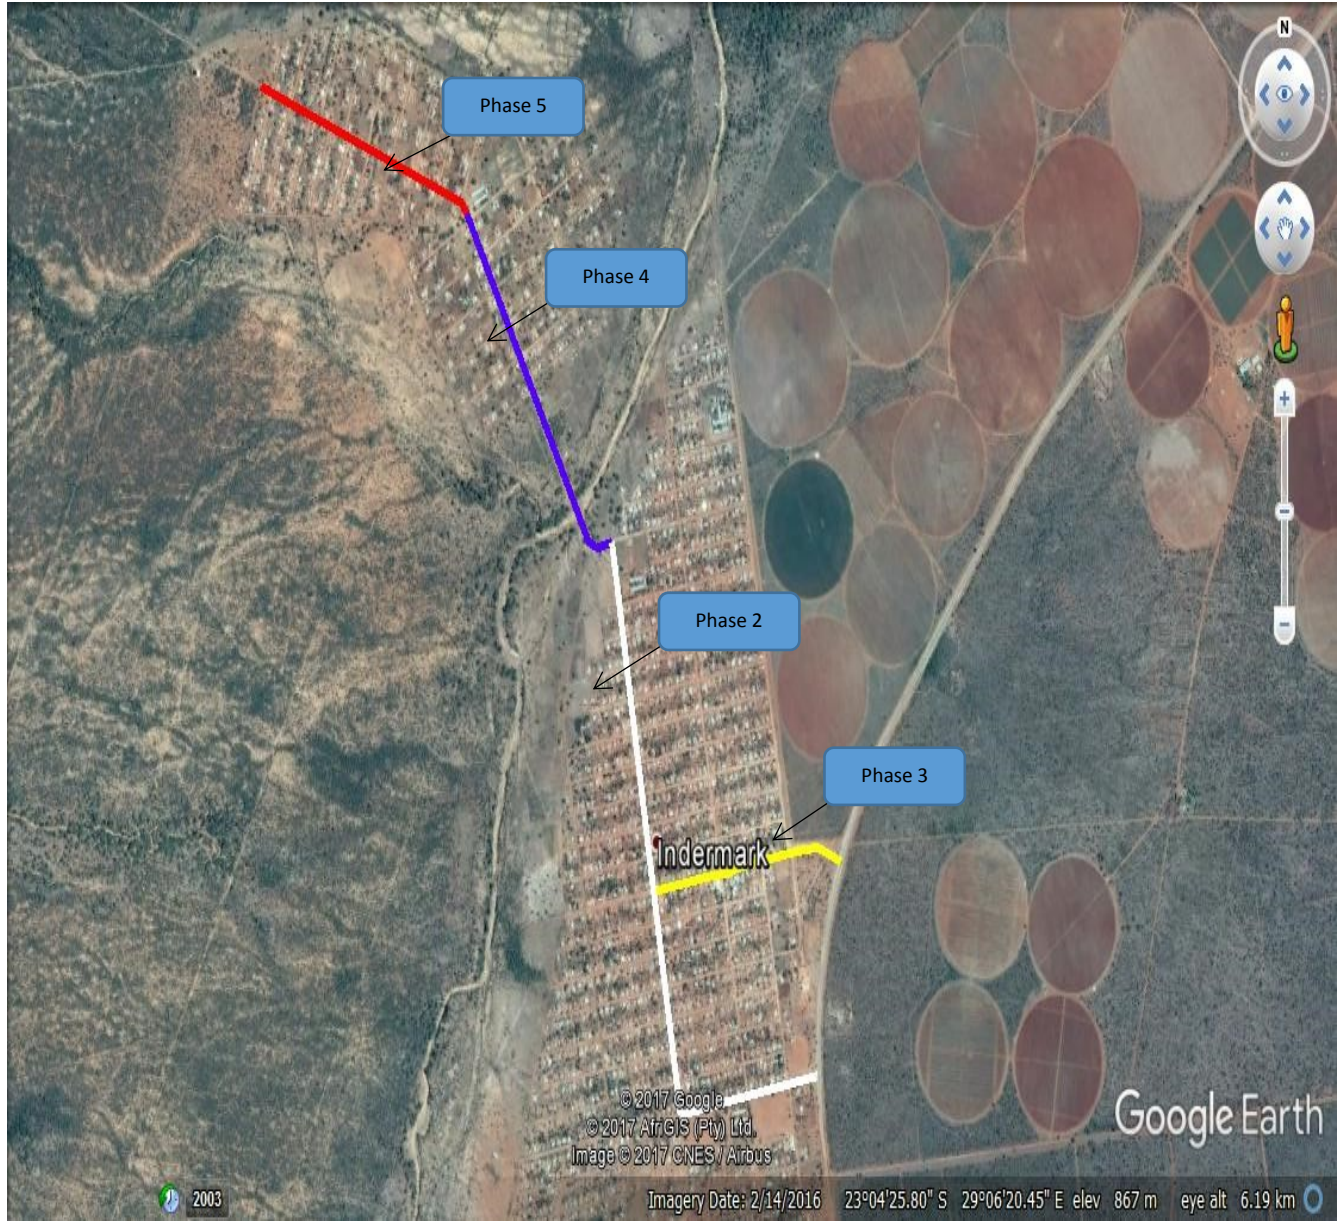 N
Phase 5
Phase 4
Phase 2
Phase 3
Indermark
© 2017 Google
© 2017 AfriGIS (Pty) Ltd.
Image © 2017 CNES / Airbus
Google Earth
2003
Imagery Date: 2/14/2016 23°04'25.80" S 29°06'20.45" E elev 867 m eye alt 6.19 km